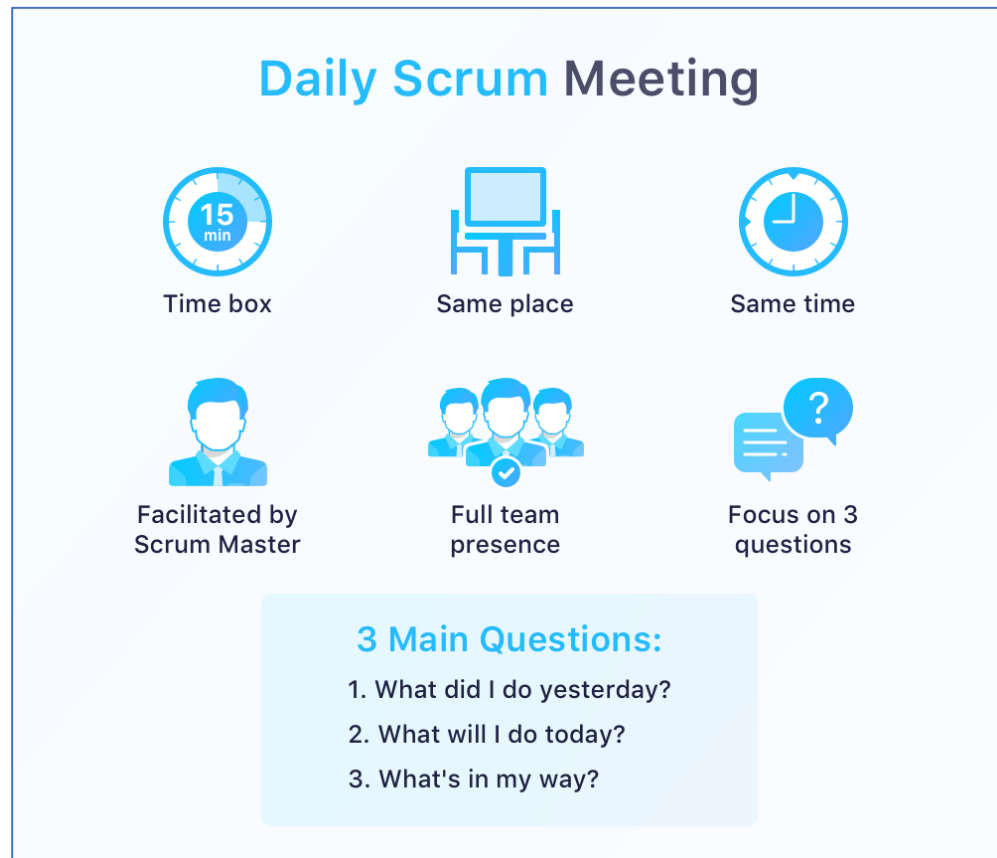 Daily Scrum Meeting
15
min
Time box
Same place
Same time
Facilitated by
Scrum Master
Full team
presence
Focus on 3
questions
?
3 Main Questions:
1. What did I do yesterday?
2. What will I do today?
3. What's in my way?